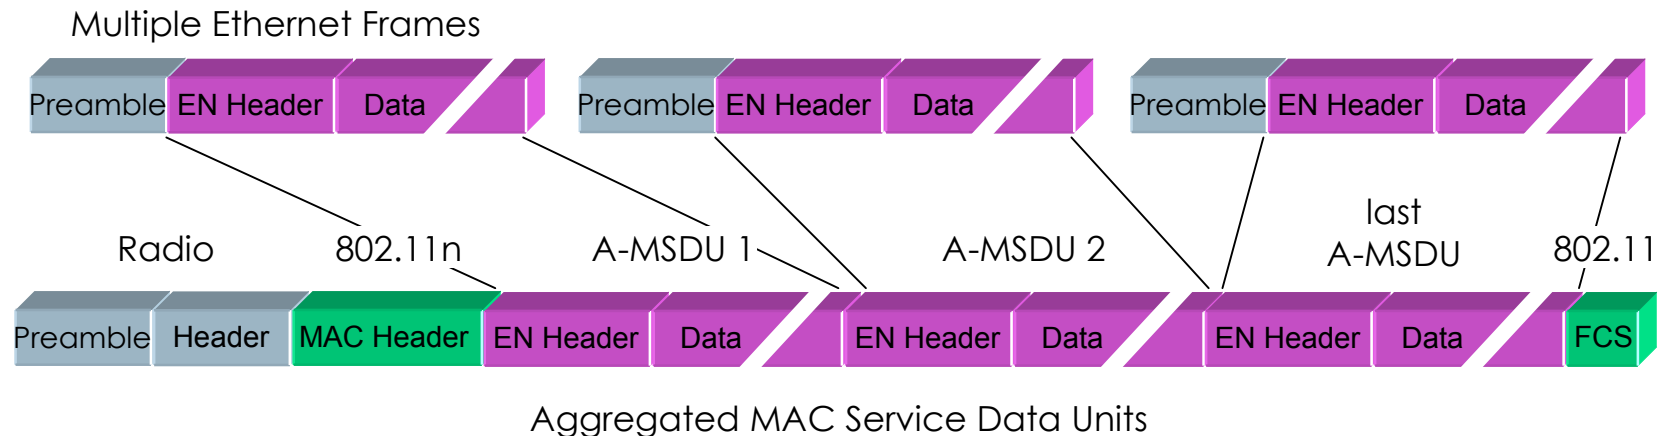 Multiple Ethernet Frames
Preamble EN Header Data Preamble EN Header Data Preamble EN Header Data
last
Radio 802.11n A-MSDU 1 A-MSDU 2 A-MSDU 802.11
Preamble Header MAC Header EN Header Data EN Header Data EN Header Data FCS
Aggregated MAC Service Data Units